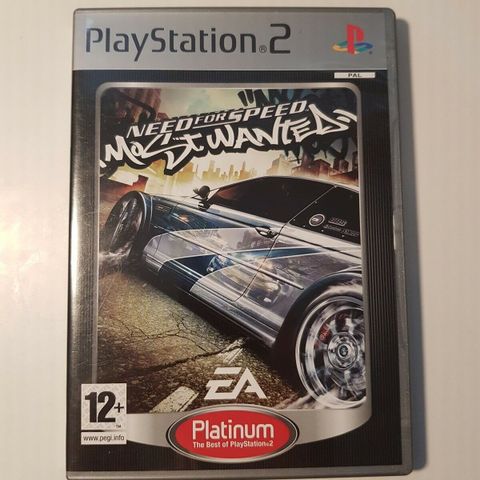 PlayStation®2
PAL
NEED FOR SPEED
MOST WANTED
EA
12+
www.pegi.info
Platinum
The Best of PlayStation®2